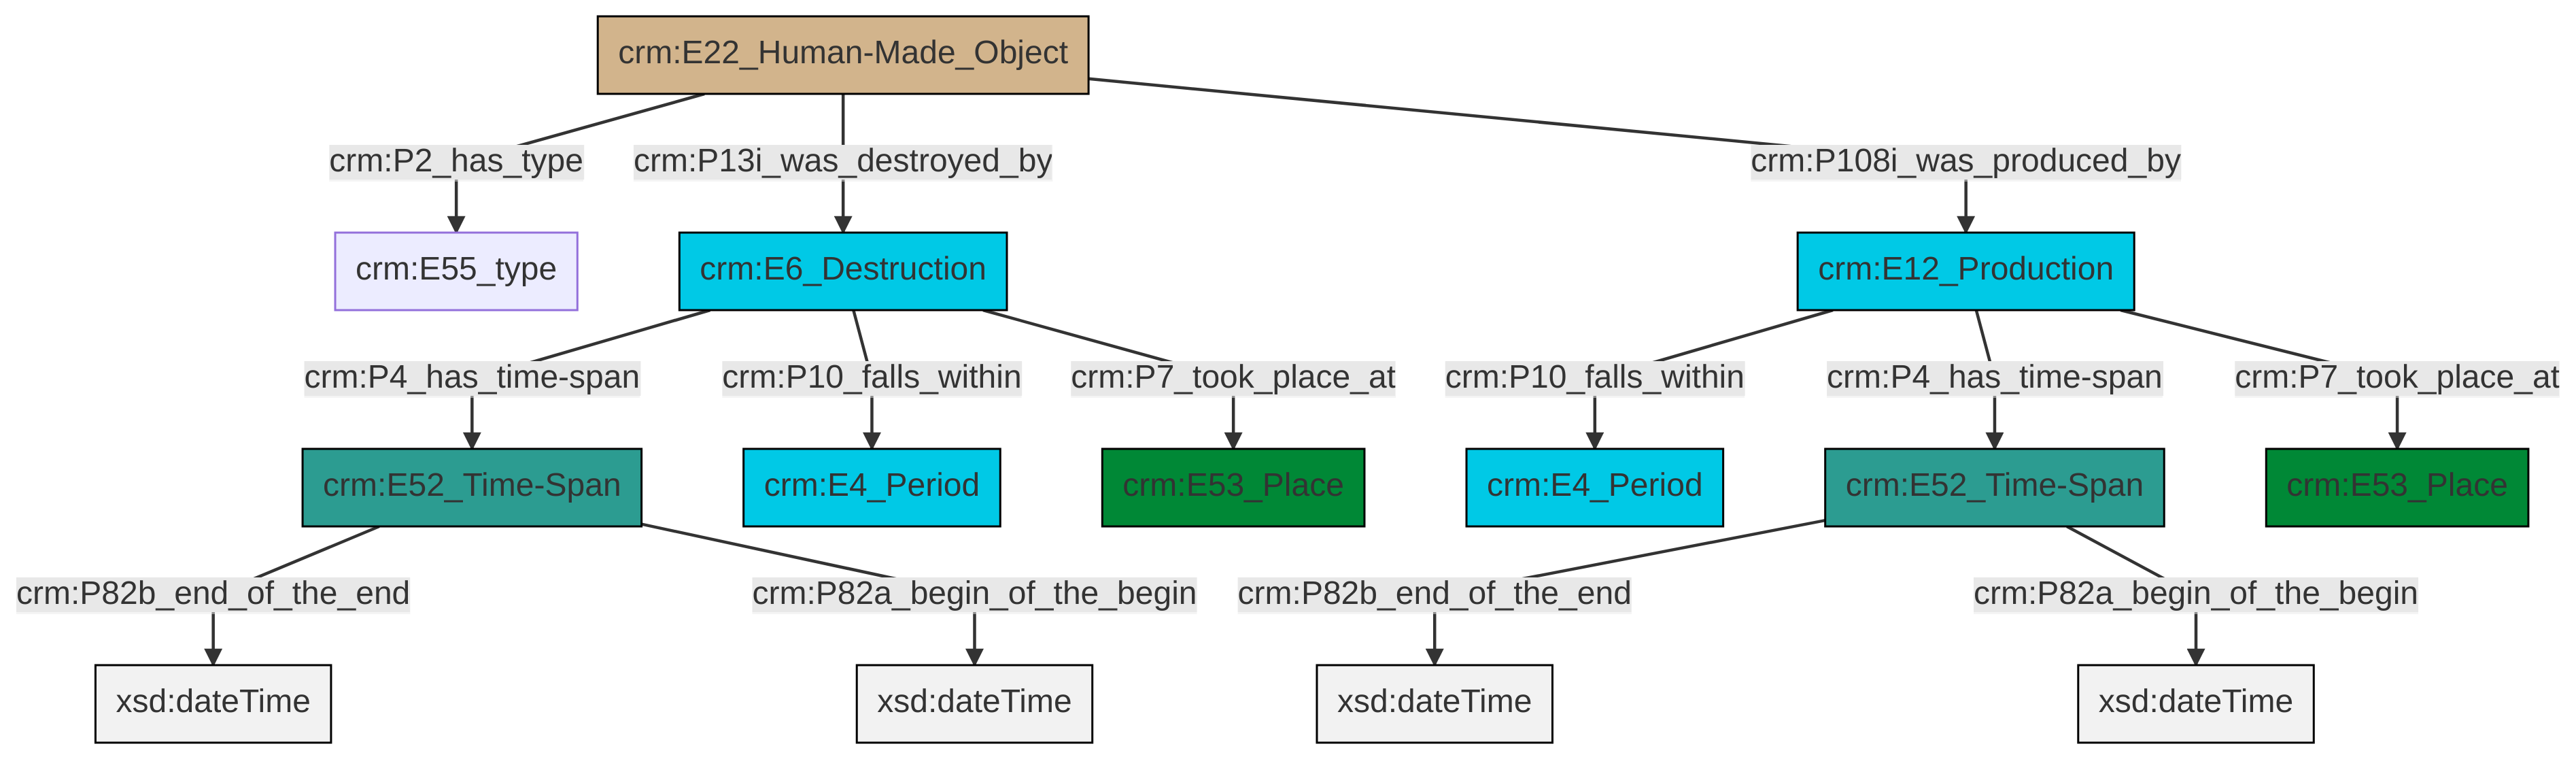 crm:E22_Human-Made_Object
crm:P2_has_type
crm:P13i_was_destroyed_by
crm:P108i_was_produced_by
crm:E55_type
crm:E6_Destruction
crm:E12_Production
crm:P4_has_time-span
crm:P10_falls_within
crm:P7_took_place_at
crm:P10_falls_within
crm:P4_has_time-span
crm:P7_took_place_at
crm:E52_Time-Span
crm:E4_Period
crm:E53_Place
crm:E4_Period
crm:E52_Time-Span
crm:E53_Place
crm:P82b_end_of_the_end
crm:P82a_begin_of_the_begin
crm:P82b_end_of_the_end
crm:P82a_begin_of_the_begin
xsd:dateTime
xsd:dateTime
xsd:dateTime
xsd:dateTime